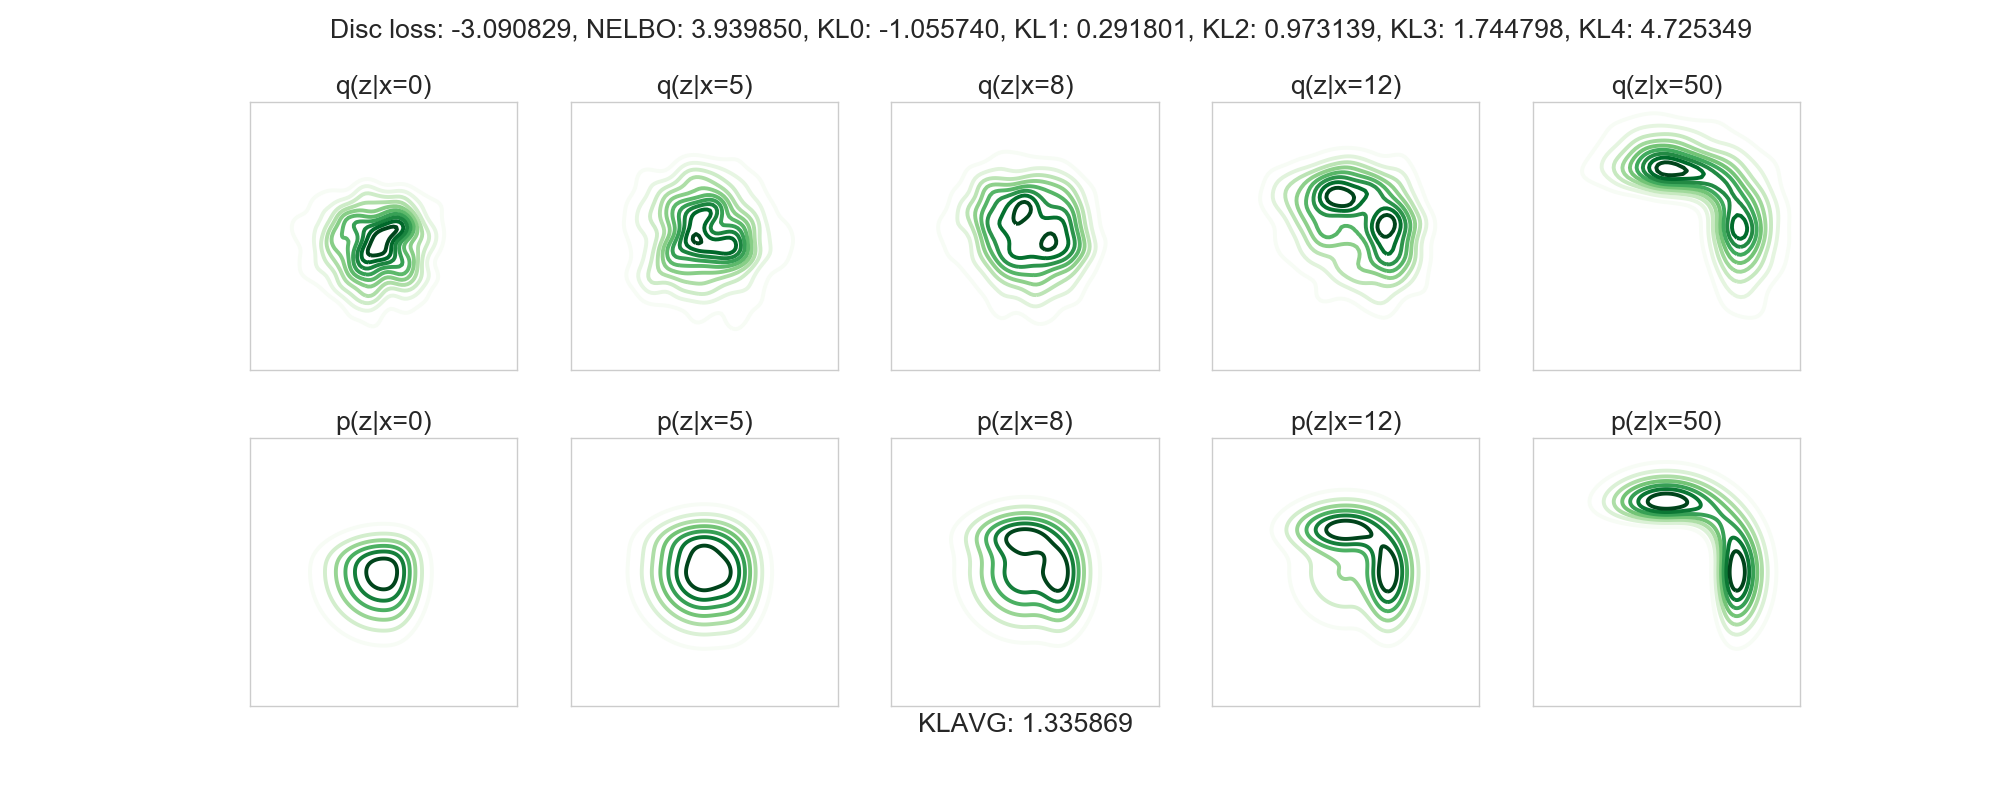 Disc loss: -3.090829, NELBO: 3.939850, KL0: -1.055740, KL1: 0.291801, KL2: 0.973139, KL3: 1.744798, KL4: 4.725349
q(z|x=0) q(z|x=5) q(z|x=8) q(z|x=12) q(z|x=50)
p(z|x=0) p(z|x=5) p(z|x=8) p(z|x=12) p(z|x=50)
KLAVG: 1.335869